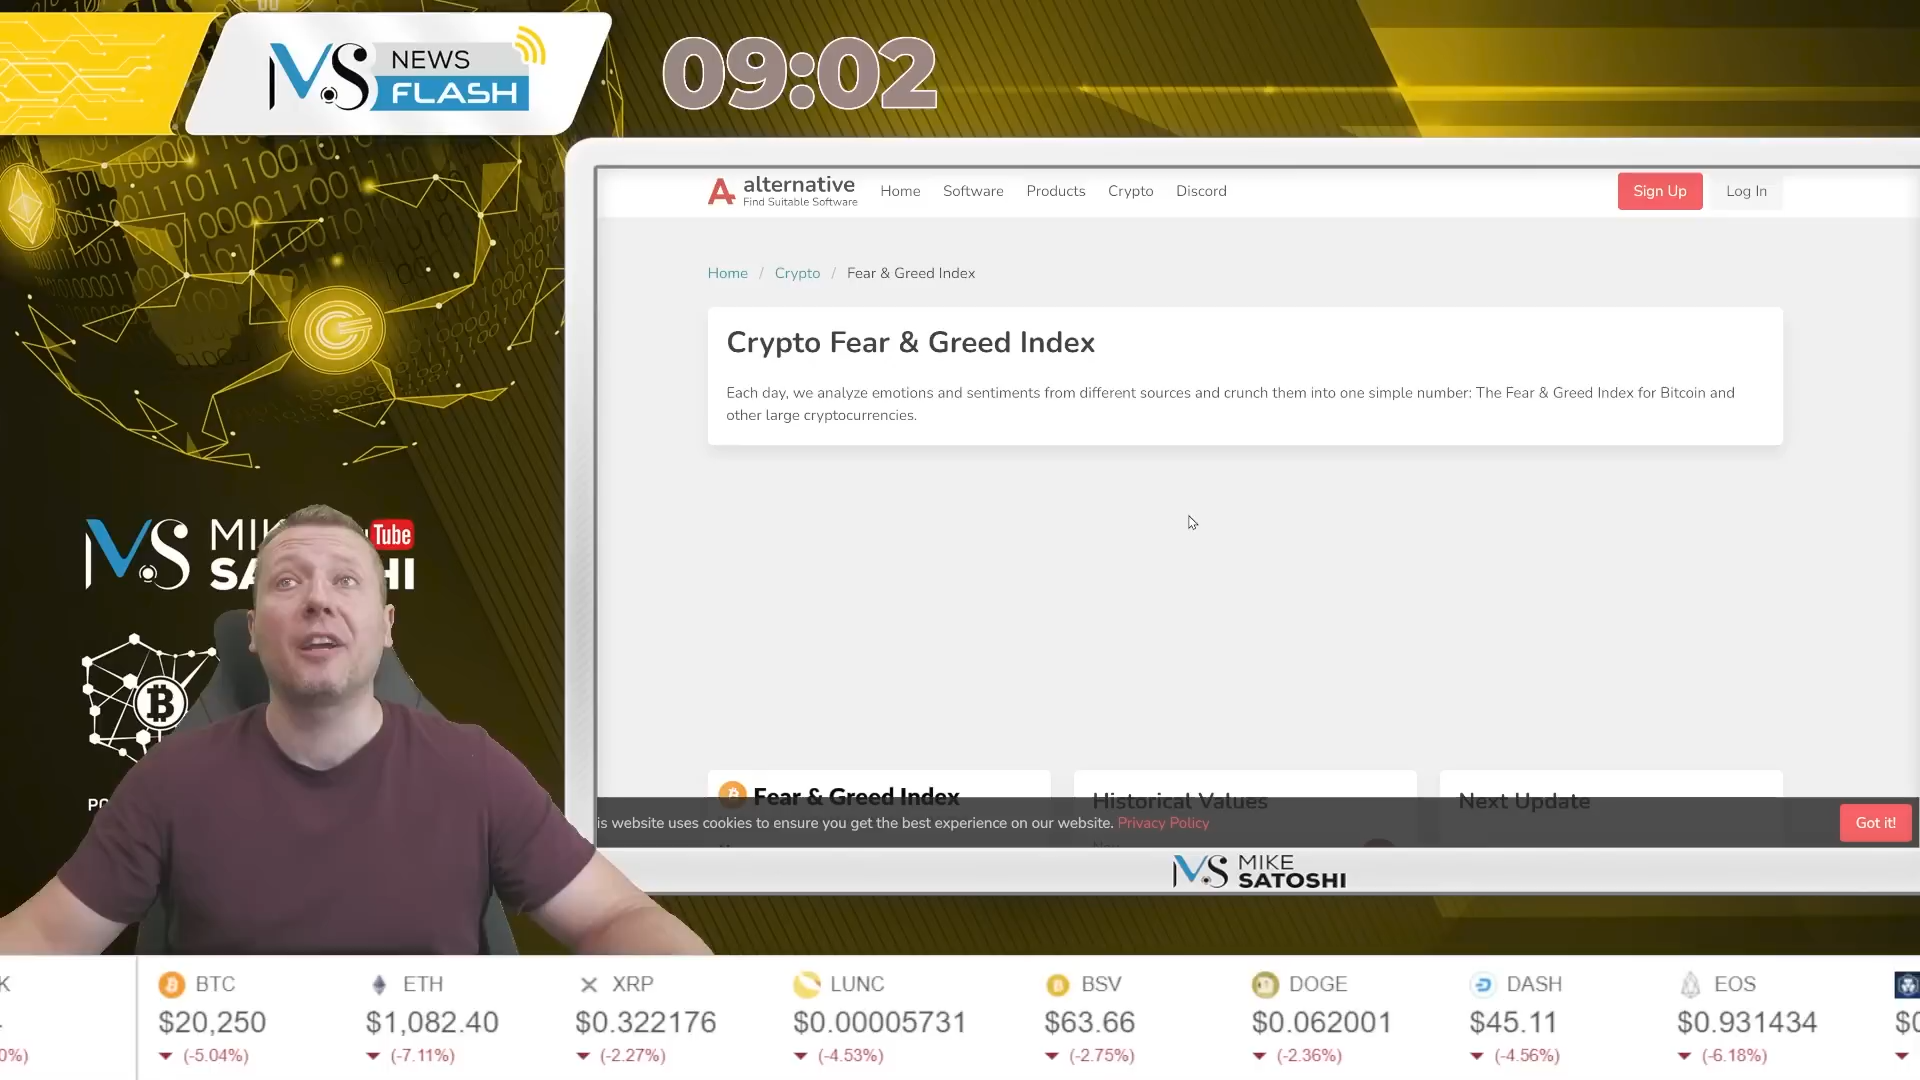 NEWS
FLASH
09:02
alternative
Find Suitable Software
Home
Software
Products
Crypto
Discord
Sign Up
Log In
Home / Crypto / Fear & Greed Index
Crypto Fear & Greed Index
Each day, we analyze emotions and sentiments from different sources and crunch them into one simple number: The Fear & Greed Index for Bitcoin and
other large cryptocurrencies.
Fear & Greed Index
Historical Values
Next Update
is website uses cookies to ensure you get the best experience on our website. Privacy Policy
Got it!
MIKE
SATOSHI
Tube
BTC
$20,250
(-5.04%)
ETH
$1,082.40
(-7.11%)
XRP
$0.322176
(-2.27%)
LUNC
$0.00005731
(-4.53%)
BSV
$63.66
(-2.75%)
DOGE
$0.062001
(-2.36%)
DASH
$45.11
(-4.56%)
EOS
$0.931434
(-6.18%)